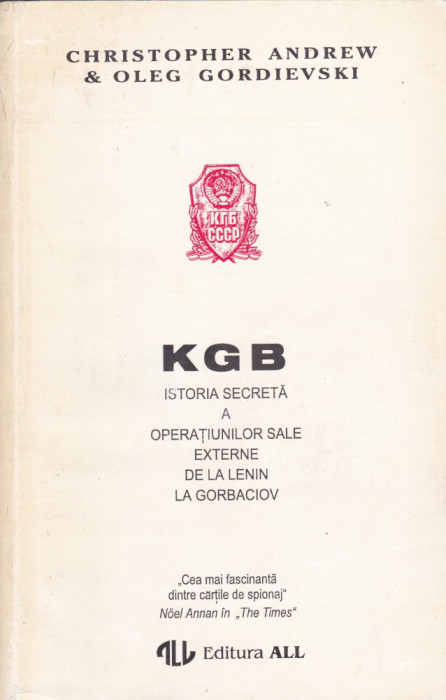 CHRISTOPHER ANDREW
& OLEG GORDIEVSKI
КГБ
СССР
KGB
ISTORIA SECRETĂ
A
OPERAȚIUNILOR SALE
EXTERNE
DE LA LENIN
LA GORBACIOV
„Cea mai fascinantă
dintre cărțile de spionaj“
Nöel Annan în „The Times“
ALL Editura ALL